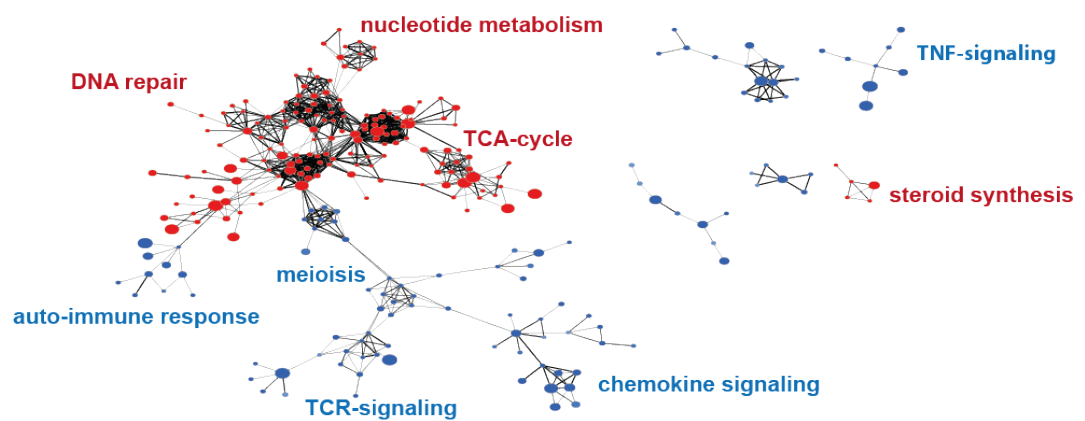 nucleotide metabolism
TNF-signaling
DNA repair
TCA-cycle
steroid synthesis
meioisis
auto-immune response
chemokine signaling
TCR-signaling